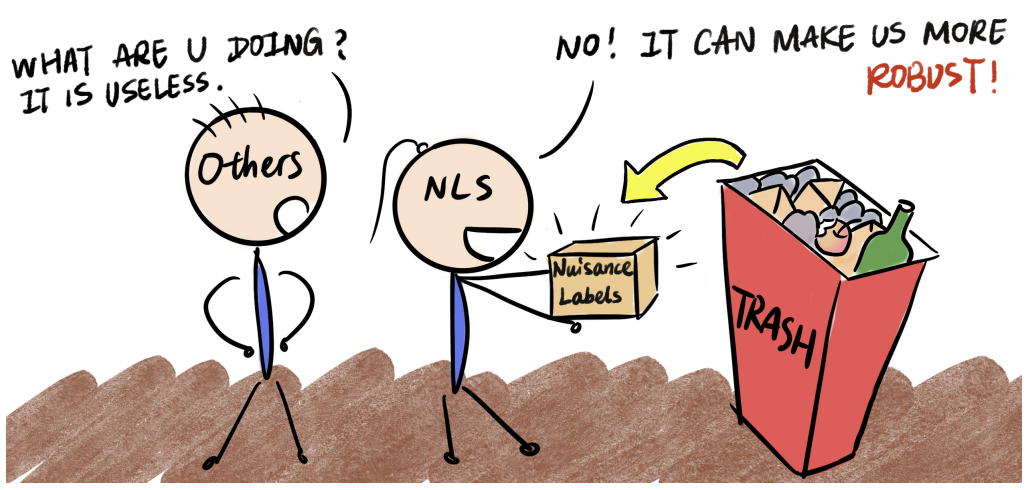 WHAT ARE U DOING?
IT IS USELESS.
NO! IT CAN MAKE US MORE
ROBUST!
Others
NLS
Nuisance
Labels
TRASH